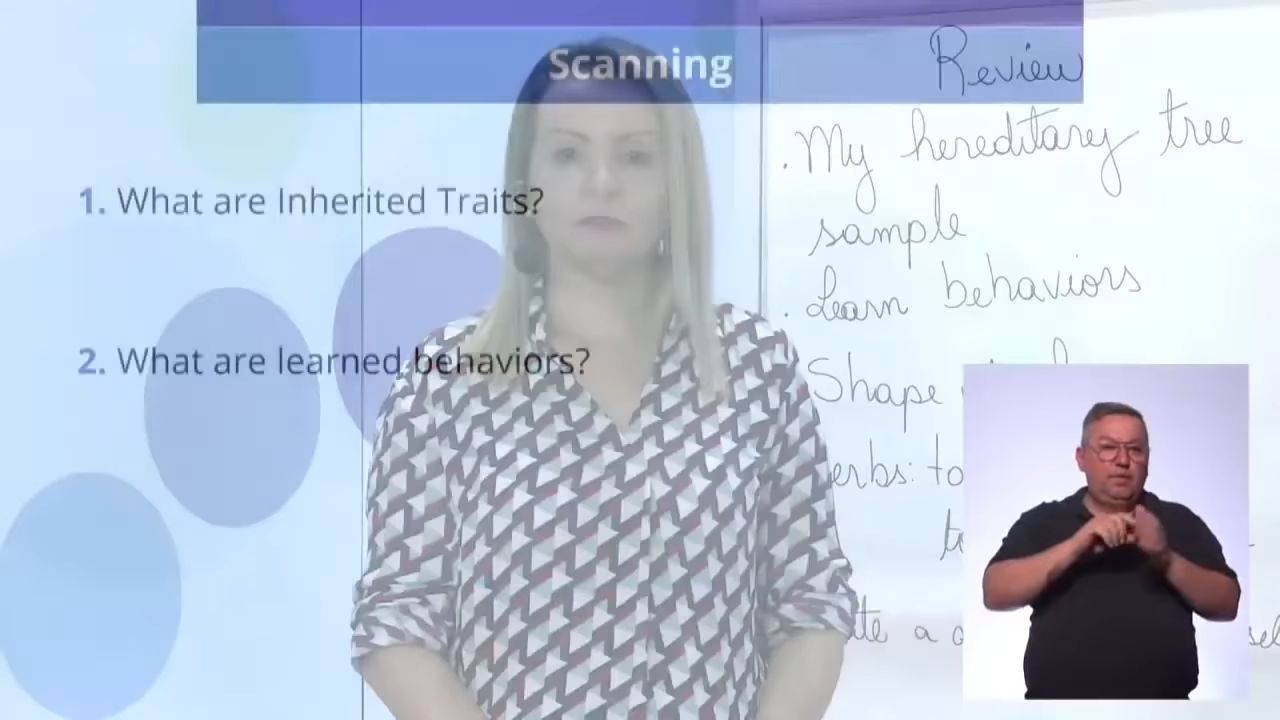 Scanning
1. What are Inherited Traits?
2. What are learned behaviors?
Review
. My hereditary tree
sample
. Learn behaviors
Shape
to
a